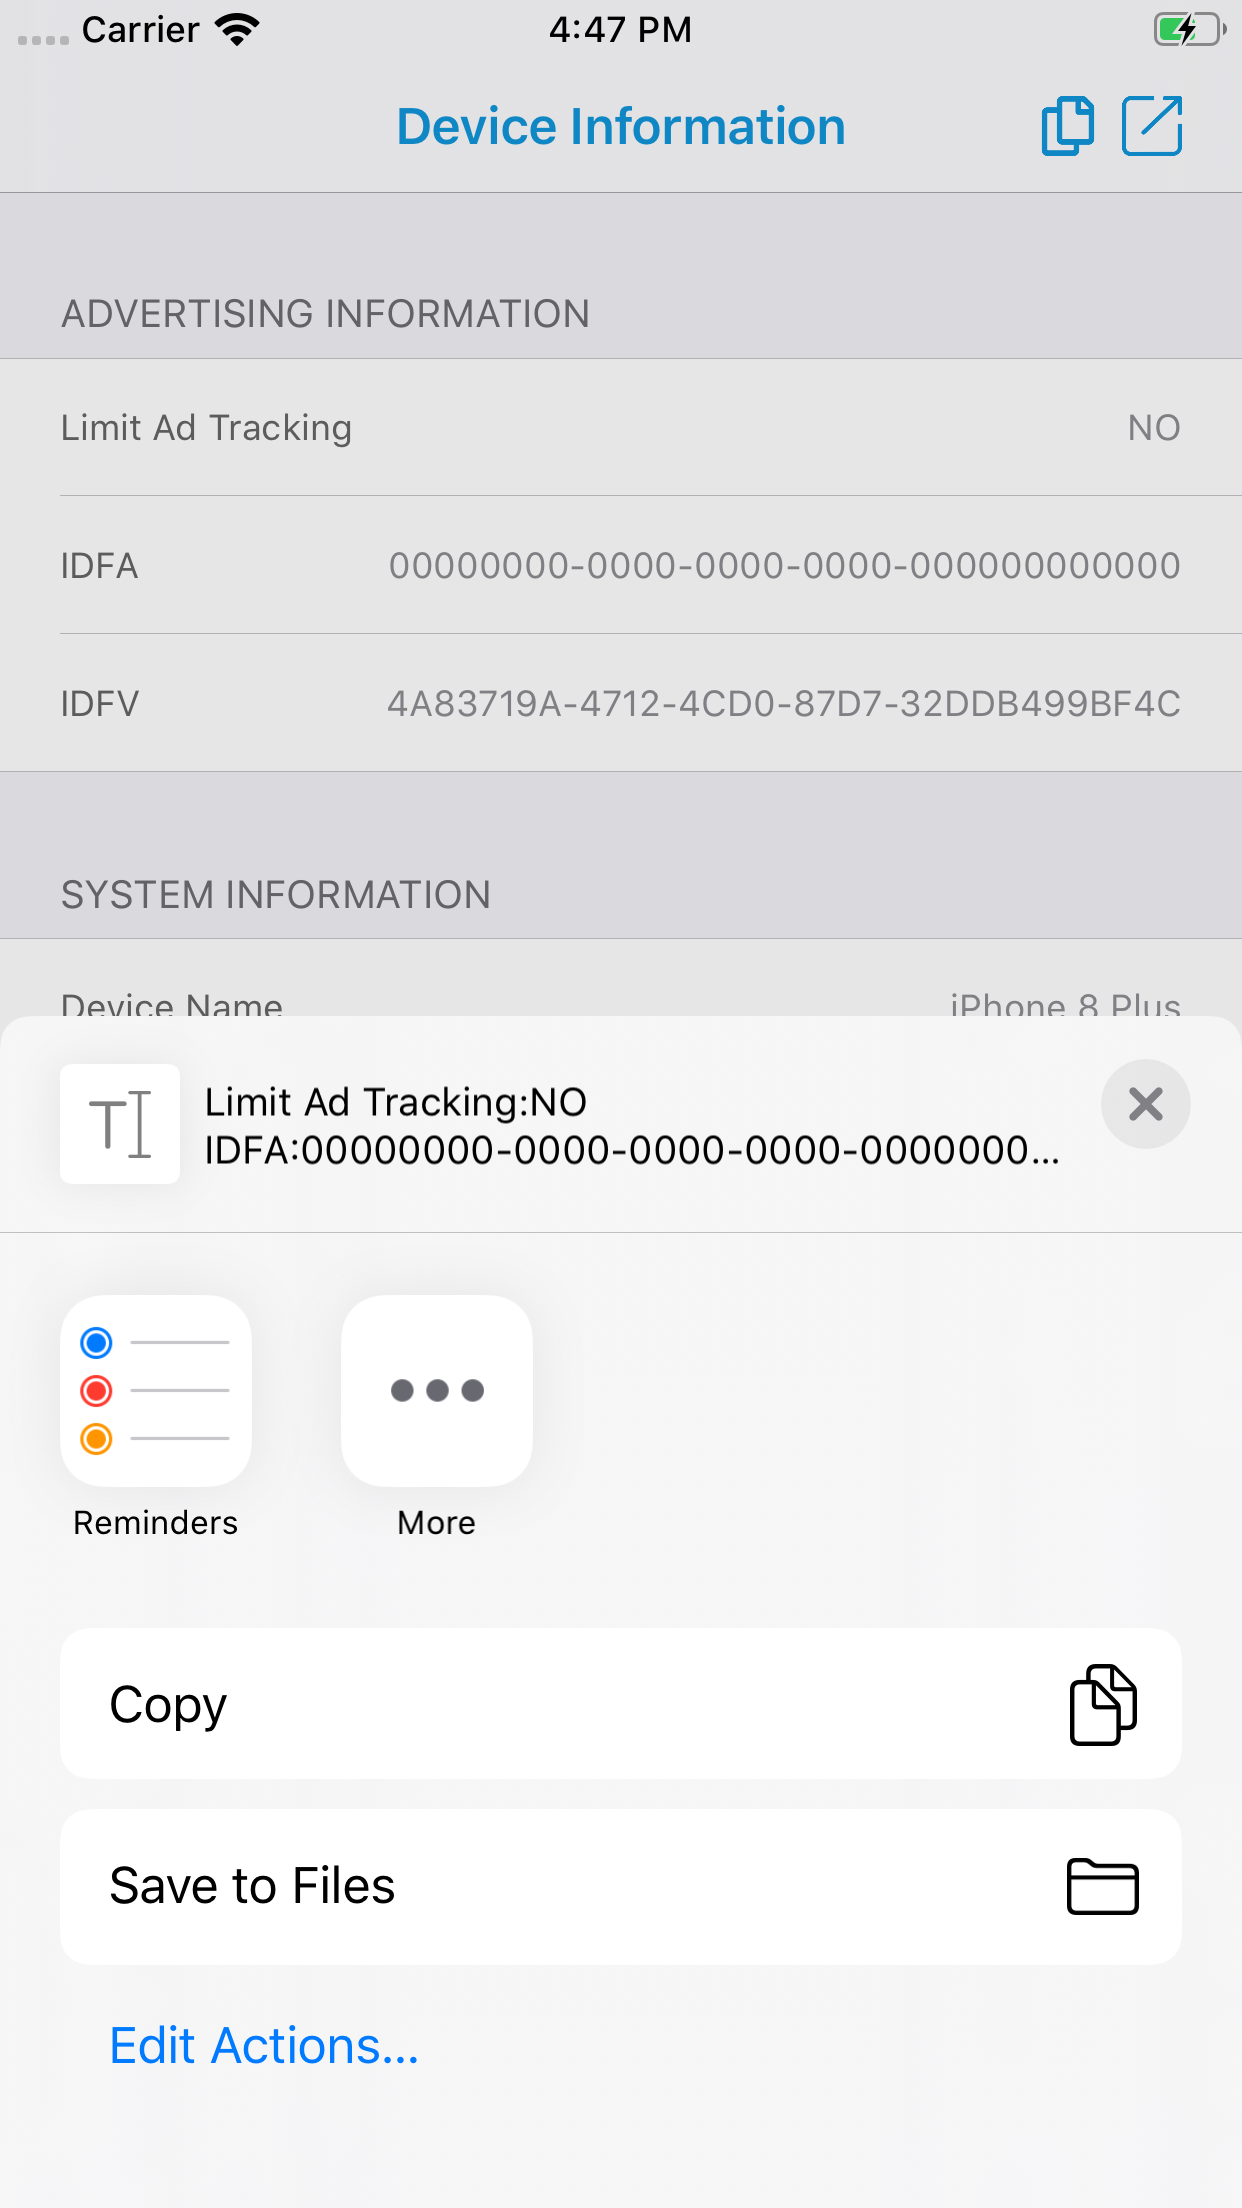 Carrier
4:47 PM
Device Information
ADVERTISING INFORMATION
Limit Ad Tracking NO
IDFA 00000000-0000-0000-0000-000000000000
IDFV 4A83719A-4712-4CD0-87D7-32DDB499BF4C
SYSTEM INFORMATION
Device Name iPhone 8 Plus
Limit Ad Tracking:NO
IDFA:00000000-0000-0000-0000-0000000...
Reminders More
Copy
Save to Files
Edit Actions...